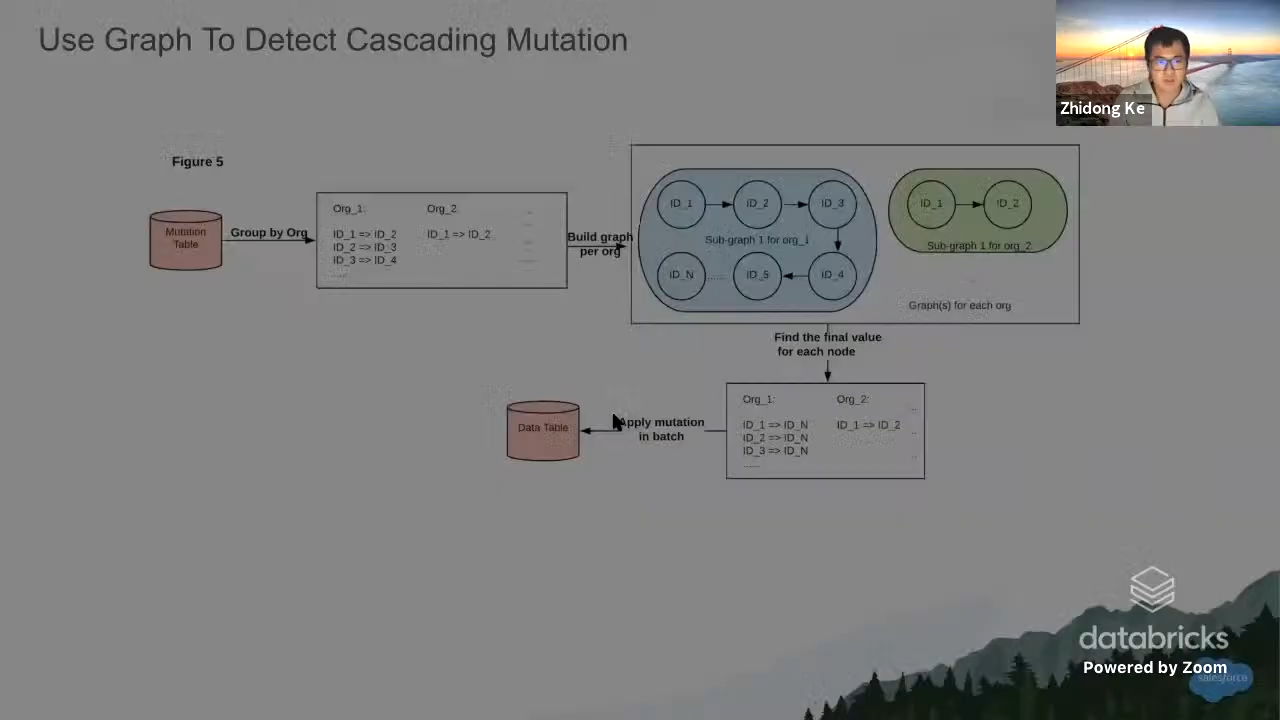 Use Graph To Detect Cascading Mutation
Zhidong Ke
Figure 5
Mutation
Table
Group by Org
Org_1:
Org_2:
ID_1 => ID_2
ID_1 => ID_2
ID_2 => ID_3
ID_3 => ID_4
......
Build graph
per org
ID_1
ID_2
ID_3
Sub-graph 1 for org_1
ID_N
......
ID_5
ID_4
ID_1
ID_2
Sub-graph 1 for org_2
Graph(s) for each org
Find the final value
for each node
Org_1:
Org_2:
ID_1 => ID_N
ID_1 => ID_2
ID_2 => ID_N
ID_3 => ID_N
......
Apply mutation
in batch
Data Table
databricks
Powered by Zoom
salesforce